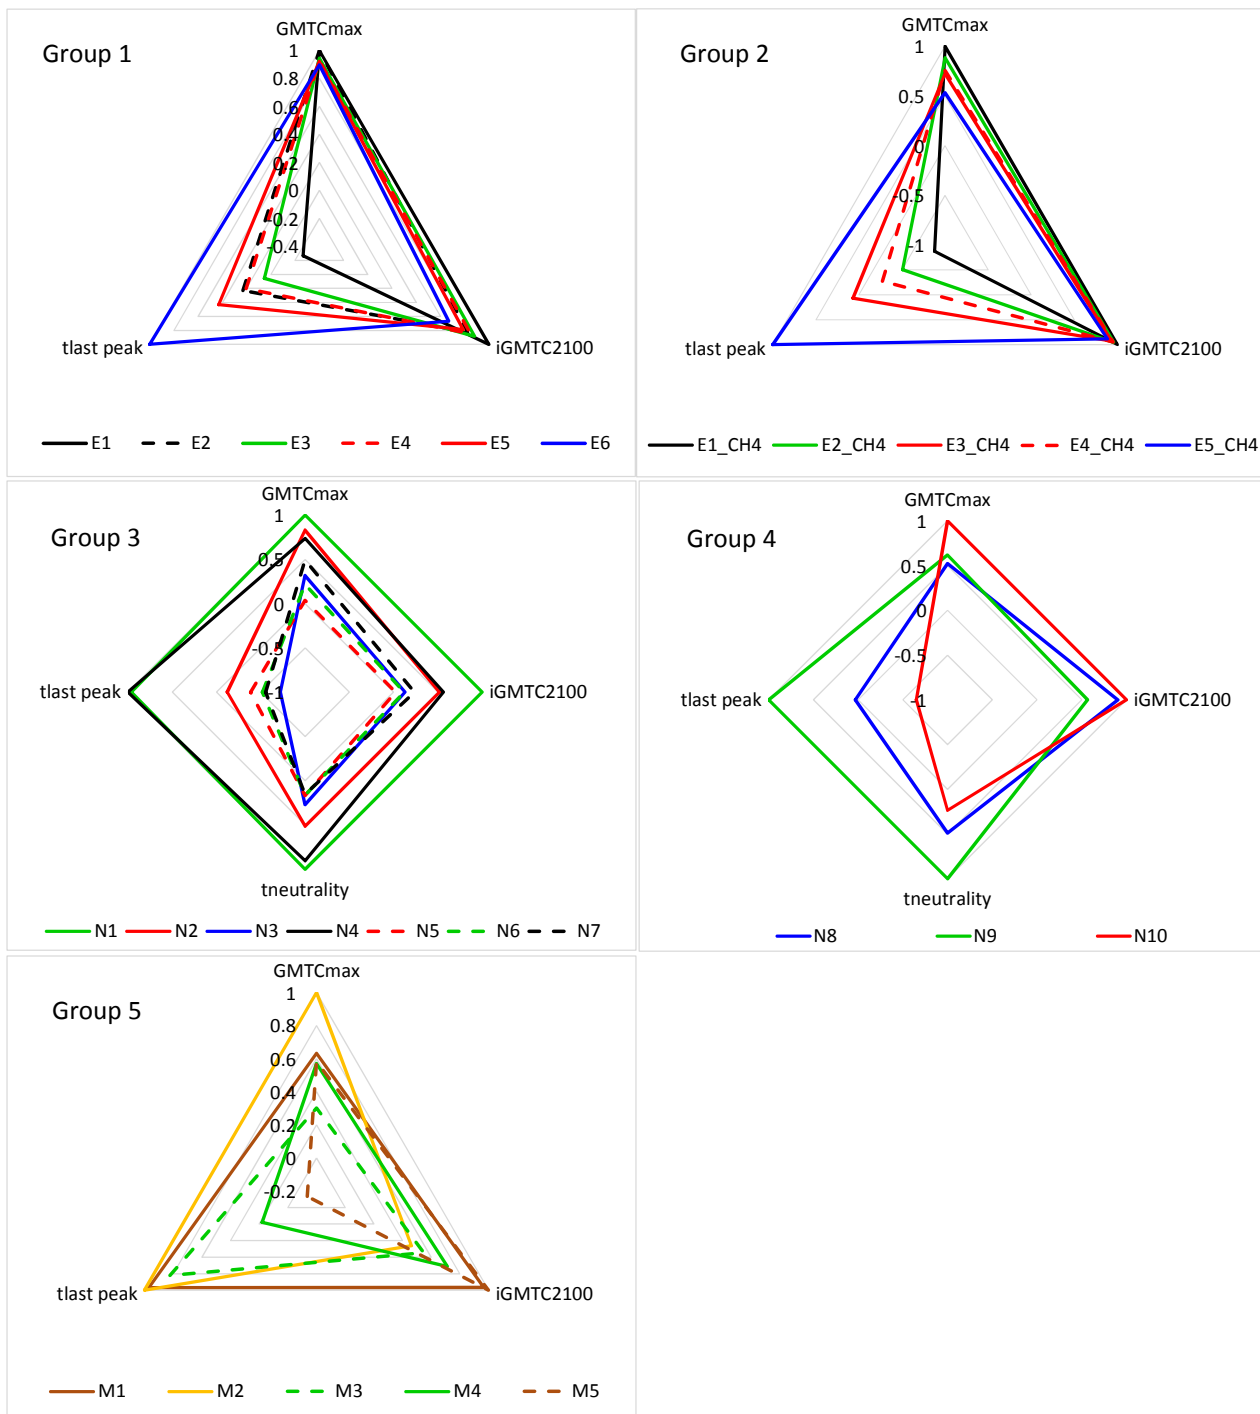 Group 1
GMTCmax
1
0.8
0.6
0.4
0.2
0
-0.2
-0.4
tlast peak
iGMTC2100
E1 E2 E3 E4 E5 E6
Group 2
GMTCmax
1
0.5
0
-0.5
-1
tlast peak
iGMTC2100
E1_CH4 E2_CH4 E3_CH4 E4_CH4 E5_CH4
Group 3
GMTCmax
1
0.5
0
-0.5
-1
tlast peak
iGMTC2100
tneutrality
N1 N2 N3 N4 N5 N6 N7
Group 4
GMTCmax
1
0.5
0
-0.5
-1
tlast peak
iGMTC2100
tneutrality
N8 N9 N10
Group 5
GMTCmax
1
0.8
0.6
0.4
0.2
0
-0.2
tlast peak
iGMTC2100
M1 M2 M3 M4 M5